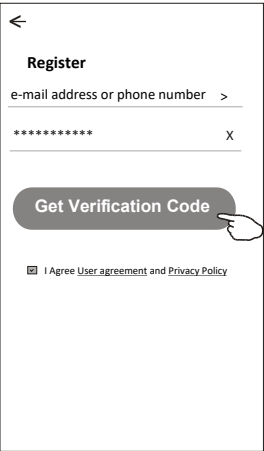 Register
e-mail address or phone number >
*********** X
Get Verification Code
I Agree User agreement and Privacy Policy